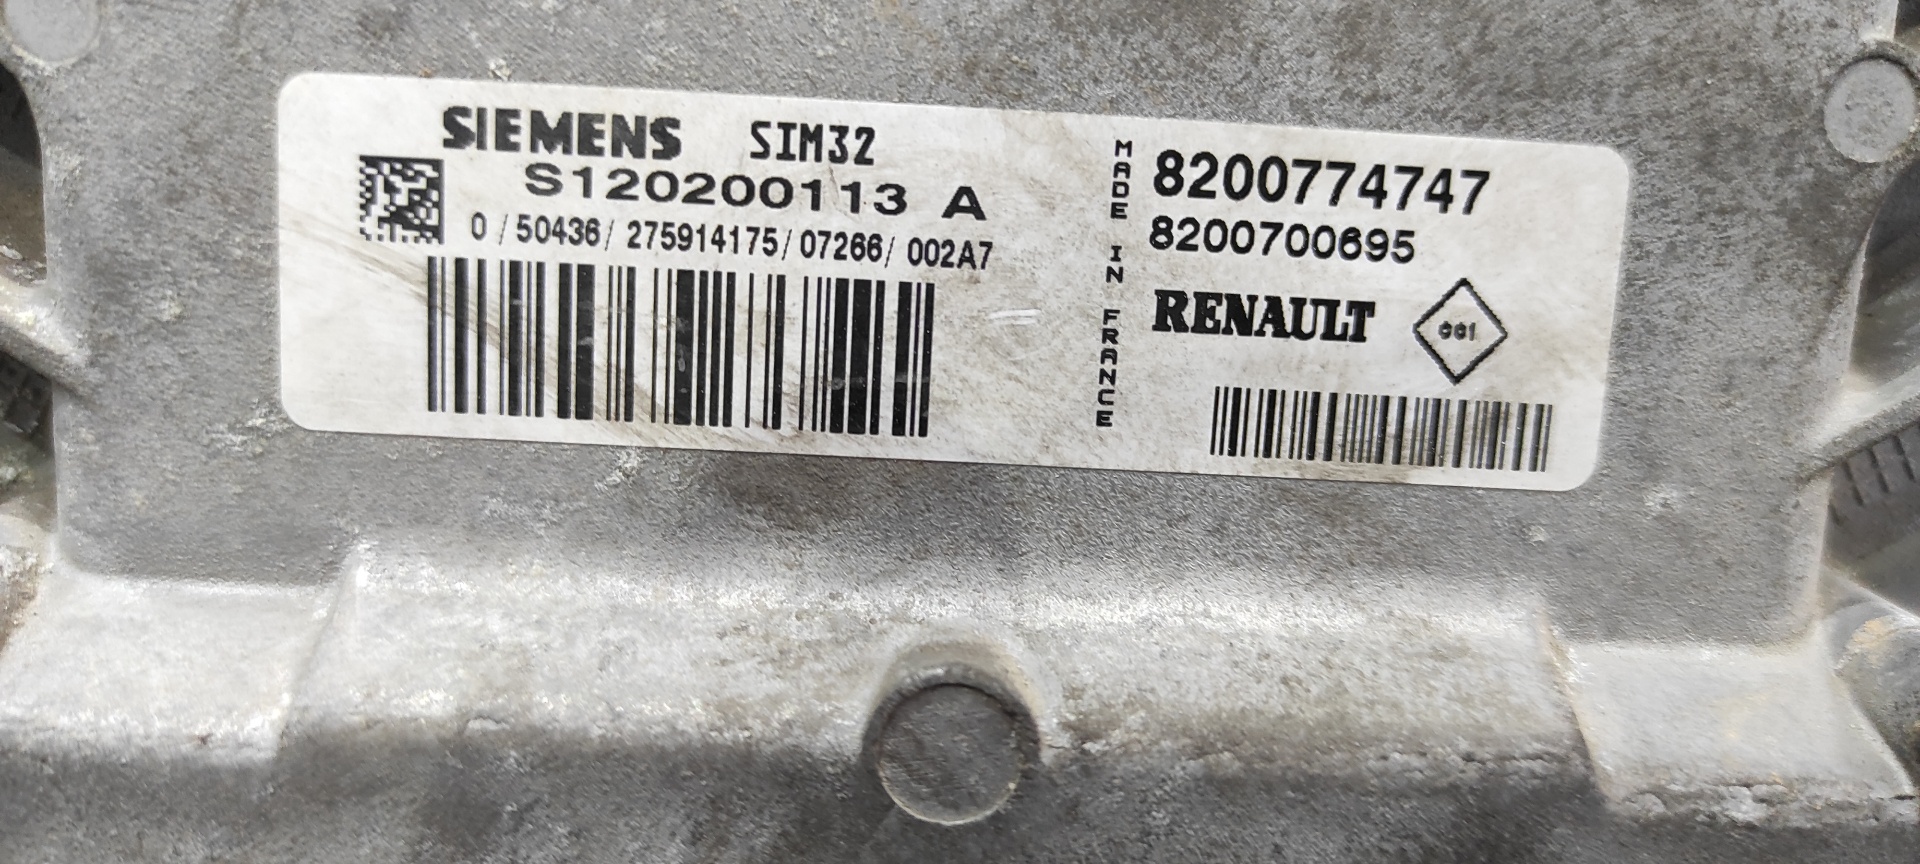 SIEMENS SIM32
S120200113 A
0 / 50436 / 275914175 / 07266 / 002A7
MADE IN FRANCE
8200774747
8200700695
RENAULT